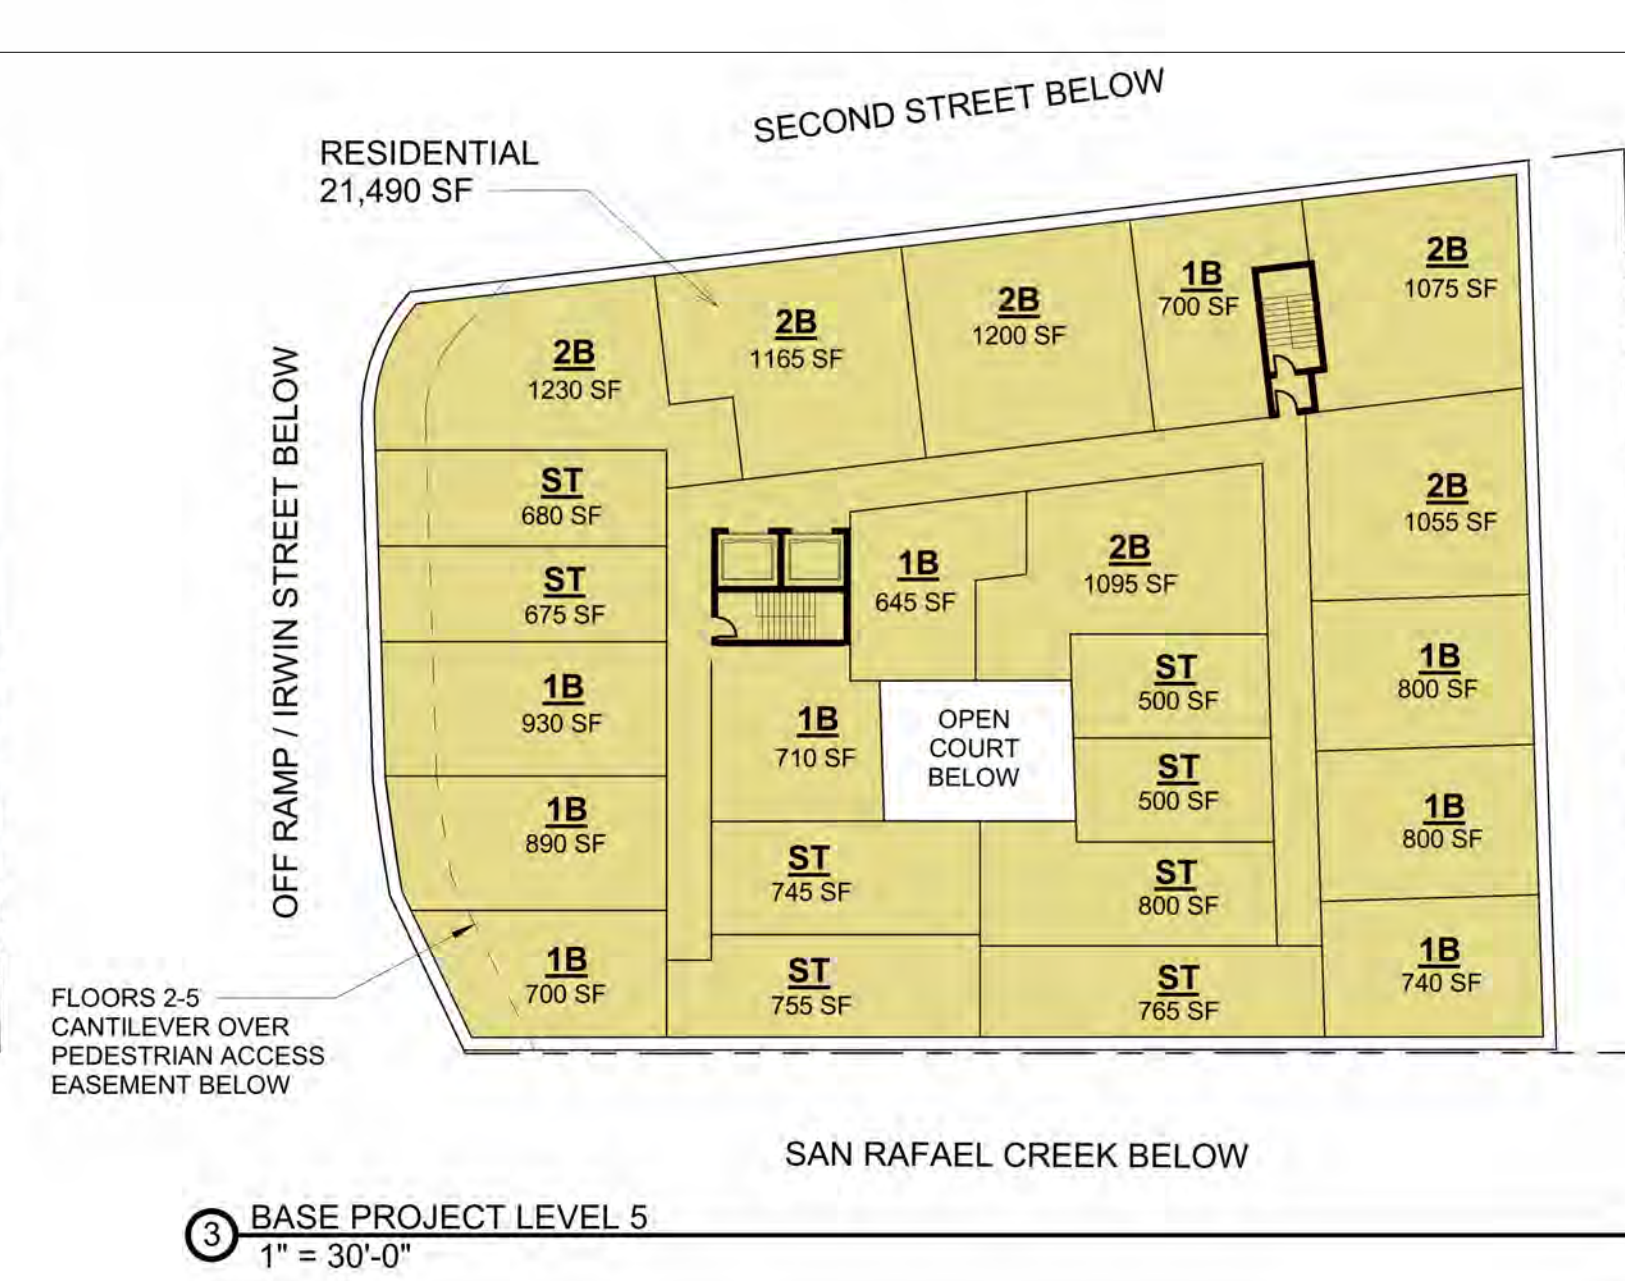 SECOND STREET BELOW
RESIDENTIAL
21,490 SF
OFF RAMP / IRWIN STREET BELOW
2B
1230 SF
2B
1165 SF
2B
1200 SF
1B
700 SF
2B
1075 SF
ST
680 SF
ST
675 SF
1B
930 SF
1B
890 SF
1B
700 SF
1B
645 SF
2B
1095 SF
2B
1055 SF
ST
500 SF
1B
800 SF
1B
710 SF
OPEN
COURT
BELOW
ST
500 SF
1B
800 SF
ST
745 SF
ST
800 SF
ST
755 SF
ST
765 SF
1B
740 SF
FLOORS 2-5
CANTILEVER OVER
PEDESTRIAN ACCESS
EASEMENT BELOW
SAN RAFAEL CREEK BELOW
3
BASE PROJECT LEVEL 5
1" = 30'-0"